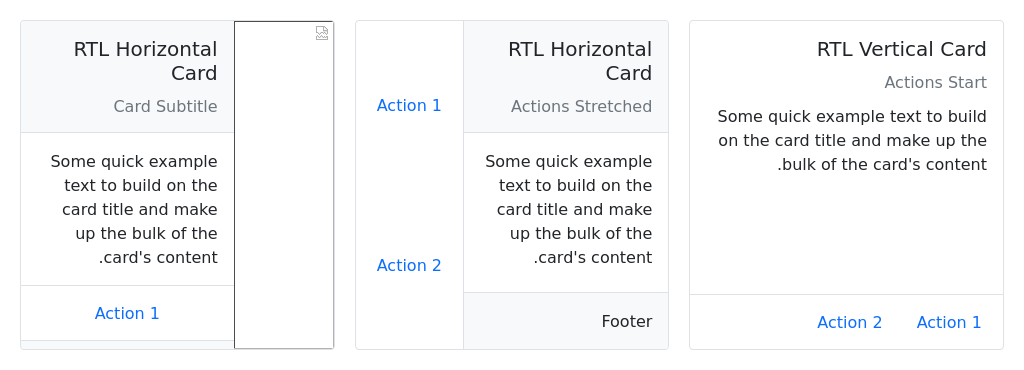 RTL Horizontal
Card
Card Subtitle
Some quick example
text to build on the
card title and make
up the bulk of the
.card's content
Action 1
RTL Horizontal
Card
Actions Stretched
Some quick example
text to build on the
card title and make
up the bulk of the
.card's content
Footer
Action 1
Action 2
RTL Vertical Card
Actions Start
Some quick example text to build
on the card title and make up the
.bulk of the card's content
Action 2 Action 1